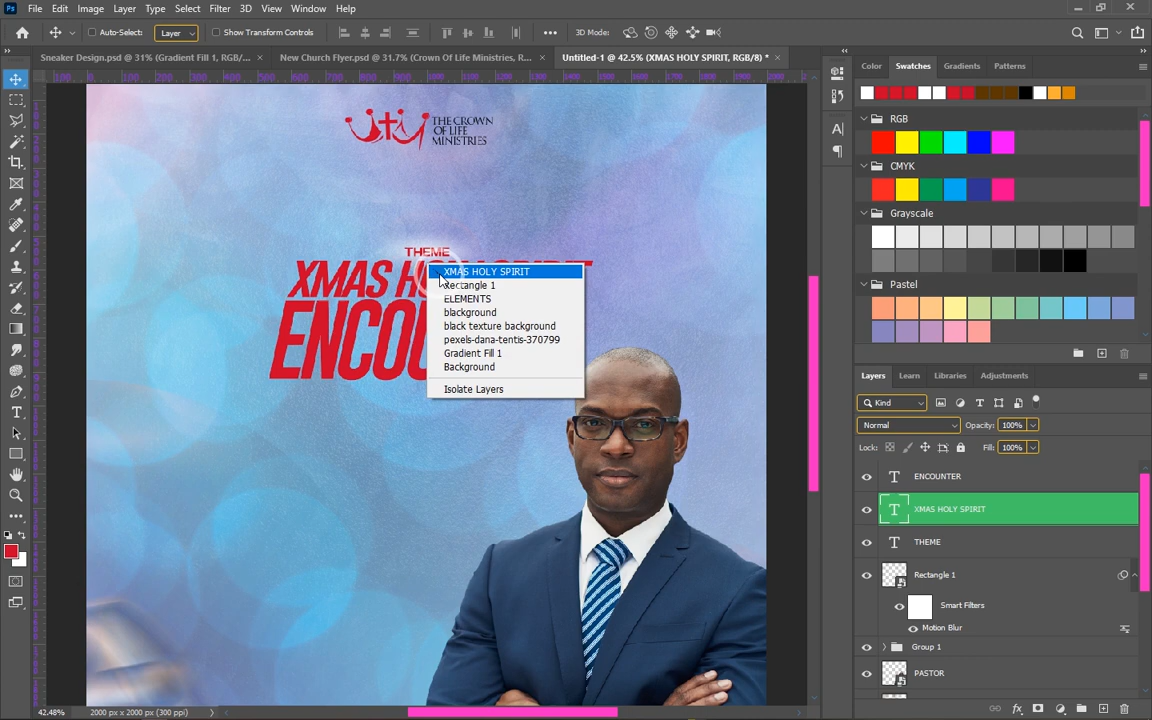 Ps File Edit Image Layer Type Select Filter 3D View Window Help
Auto-Select: Layer Show Transform Controls 3D Mode:
Sneaker Design.psd @ 31% (Gradient Fill 1, RGB/... × New Church Flyer.psd @ 31.7% (Crown Of Life Ministries, R... × Untitled-1 @ 42.5% (XMAS HOLY SPIRIT, RGB/8) * ×
THE CROWN
OF LIFE
MINISTRIES
THEME
XMAS HOLY SPIRIT
ENCOU
XMAS HOLY SPIRIT
Rectangle 1
ELEMENTS
blackground
black texture background
pexels-dana-tentis-370799
Gradient Fill 1
Background
Isolate Layers
42.48% 2000 px x 2000 px (300 ppi)
Color Swatches Gradients Patterns
RGB
CMYK
Grayscale
Pastel
Layers Learn Libraries Adjustments
Kind
Normal Opacity: 100%
Lock: Fill: 100%
ENCOUNTER
XMAS HOLY SPIRIT
THEME
Rectangle 1
Smart Filters
Motion Blur
Group 1
PASTOR